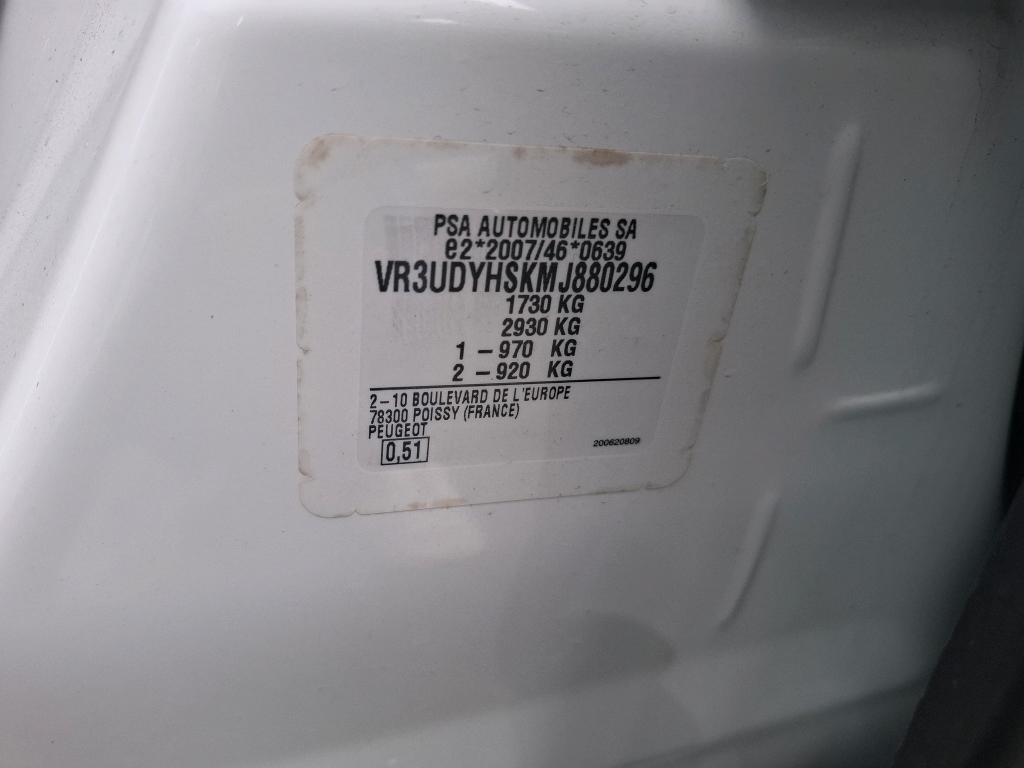 PSA AUTOMOBILES SA
e2*2007/46*0639
VR3UDYHSKMJ880296
1730 KG
2930 KG
1 – 970 KG
2 – 920 KG
2–10 BOULEVARD DE L'EUROPE
78300 POISSY (FRANCE)
PEUGEOT
0,51
200620809